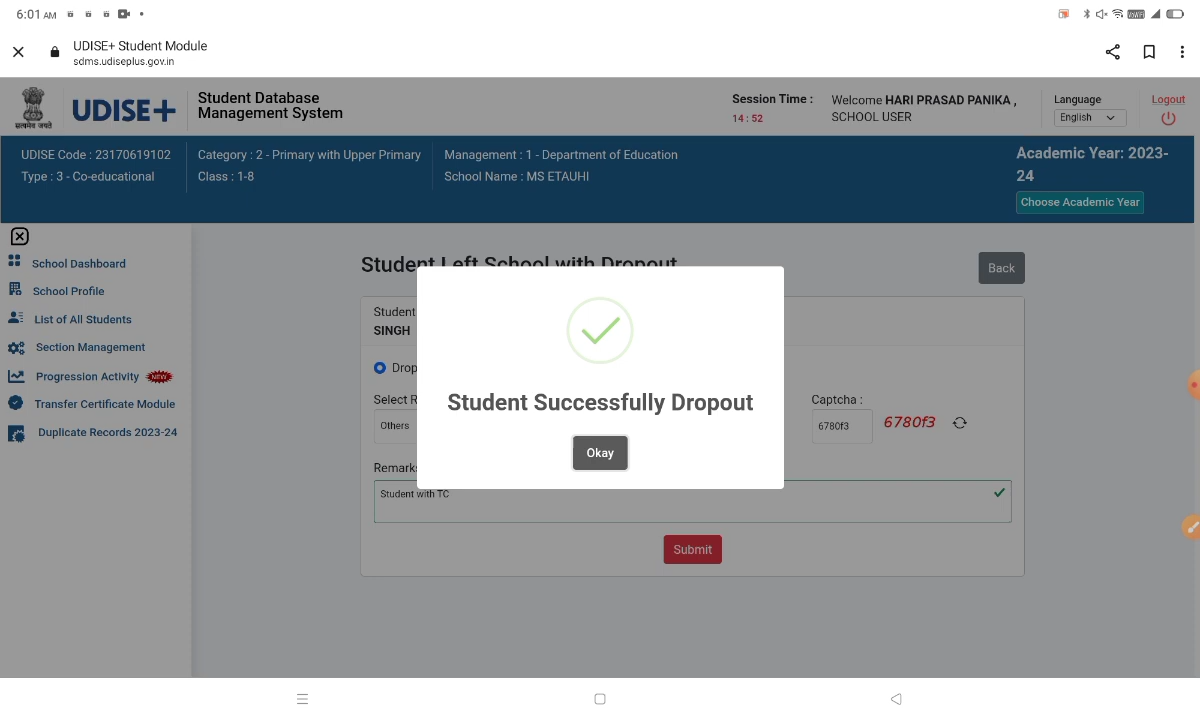 6:01 AM
UDISE+ Student Module
sdms.udiseplus.gov.in
सत्यमेव जयते
UDISE+
Student Database
Management System
Session Time :
14 : 52
Welcome HARI PRASAD PANIKA ,
SCHOOL USER
Language
English
Logout
UDISE Code : 23170619102
Type : 3 - Co-educational
Category : 2 - Primary with Upper Primary
Class : 1-8
Management : 1 - Department of Education
School Name : MS ETAUHI
Academic Year: 2023-
24
Choose Academic Year
School Dashboard
School Profile
List of All Students
Section Management
Progression Activity NEW
Transfer Certificate Module
Duplicate Records 2023-24
Student Left School with Dropout
Back
Student
SINGH
Drop
Select R
Others
Captcha :
6780f3
6780f3
Remark
Student with TC
Submit
Student Successfully Dropout
Okay